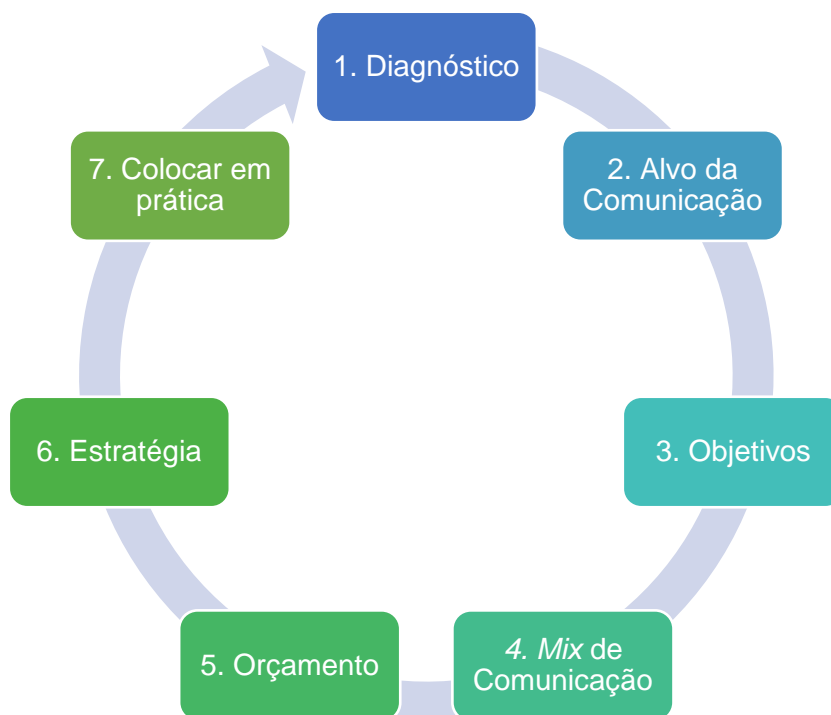 1. Diagnóstico
2. Alvo da
Comunicação
3. Objetivos
4. Mix de
Comunicação
5. Orçamento
6. Estratégia
7. Colocar em
prática